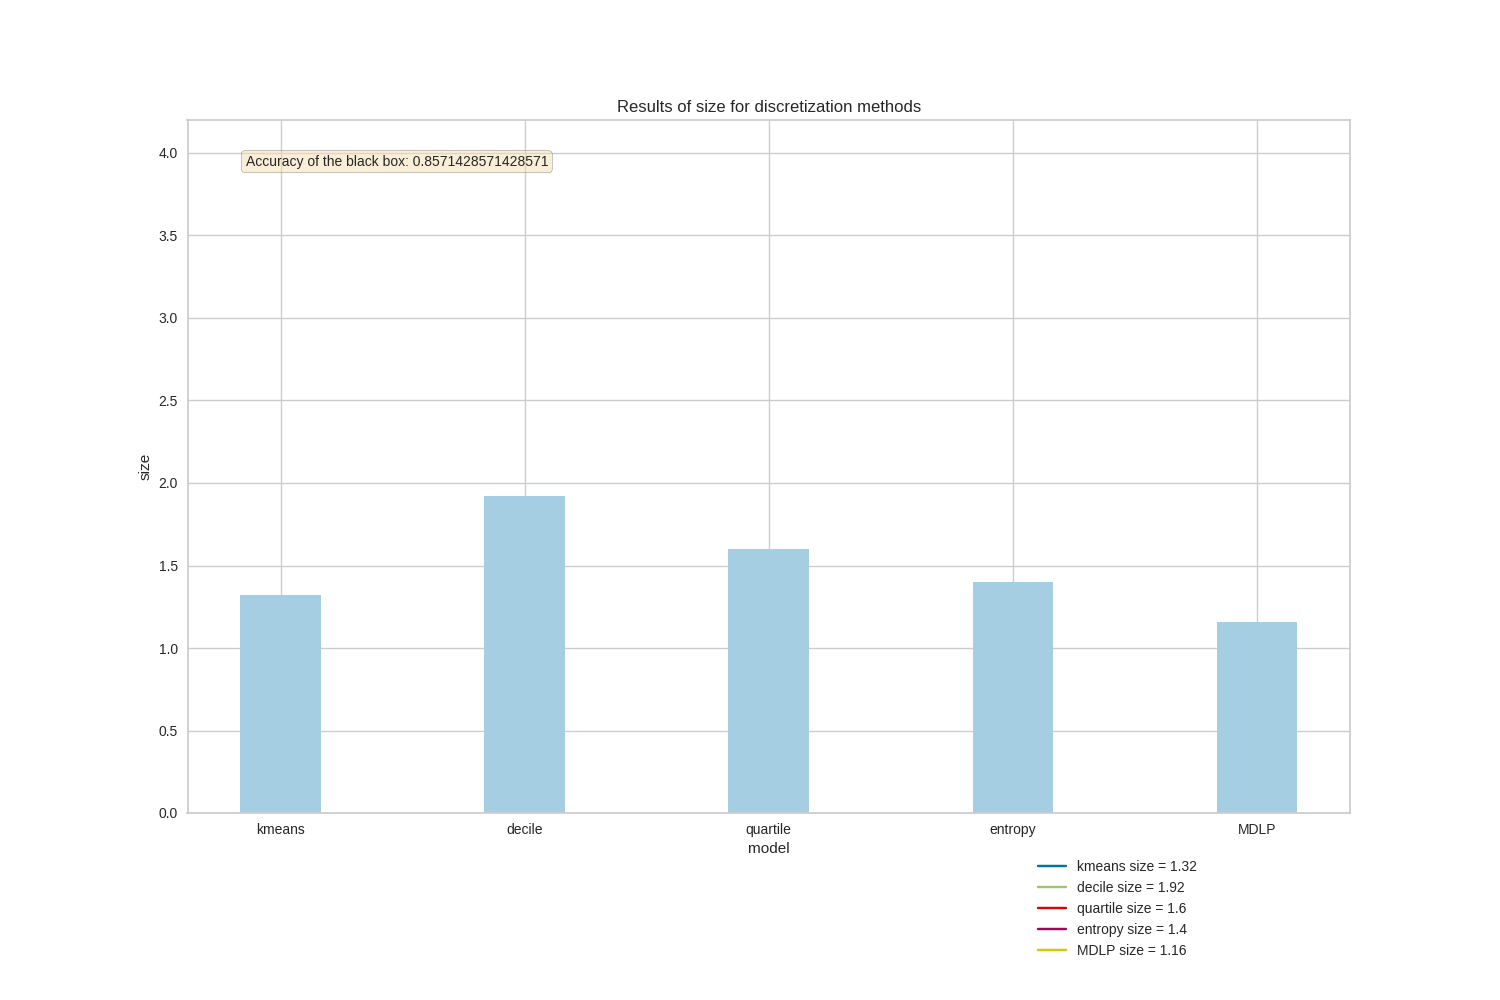 Results of size for discretization methods
Accuracy of the black box: 0.8571428571428571
4.0
3.5
3.0
2.5
2.0
1.5
1.0
0.5
0.0
size
kmeans decile quartile entropy MDLP
model
kmeans size = 1.32
decile size = 1.92
quartile size = 1.6
entropy size = 1.4
MDLP size = 1.16